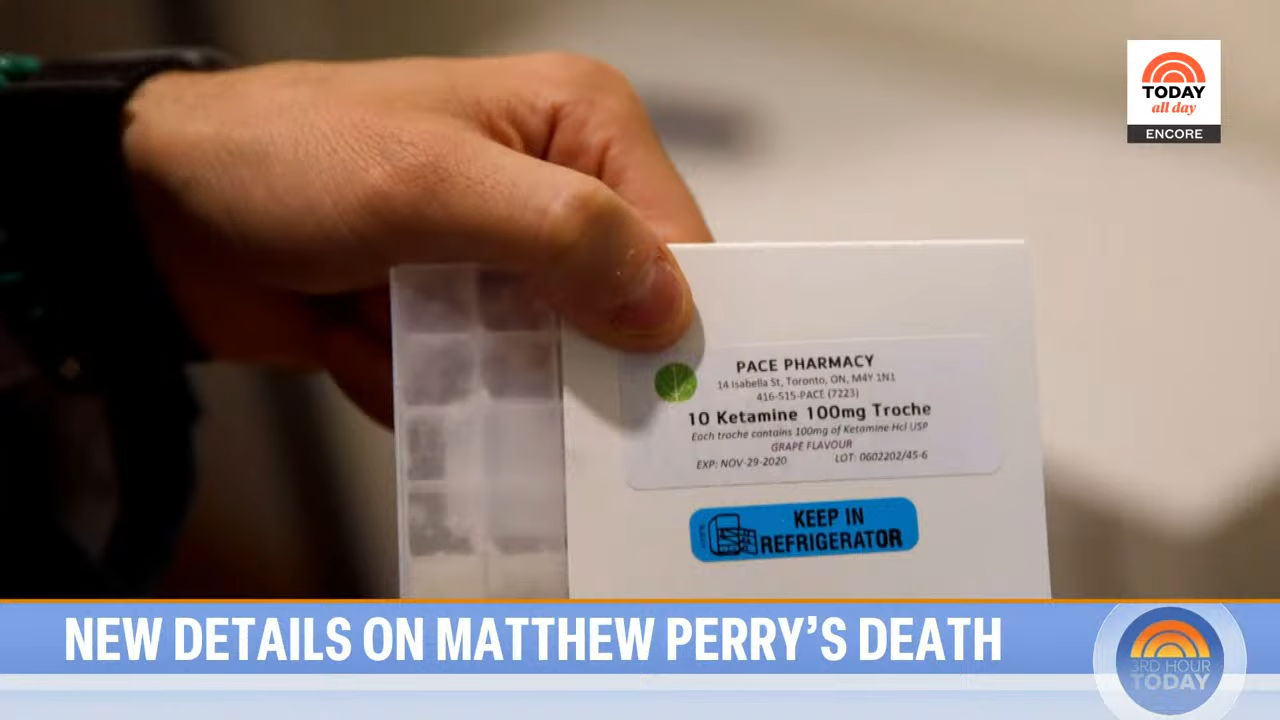 TODAY
all day
ENCORE
PACE PHARMACY
14 Isabella St, Toronto, ON, M4Y 1N1
416-515-PACE (7223)
10 Ketamine 100mg Troche
Each troche contains 100mg of Ketamine Hcl USP
GRAPE FLAVOUR
EXP: NOV-29-2020 LOT: 0602202/45-6
KEEP IN
REFRIGERATOR
NEW DETAILS ON MATTHEW PERRY'S DEATH
3RD HOUR
TODAY